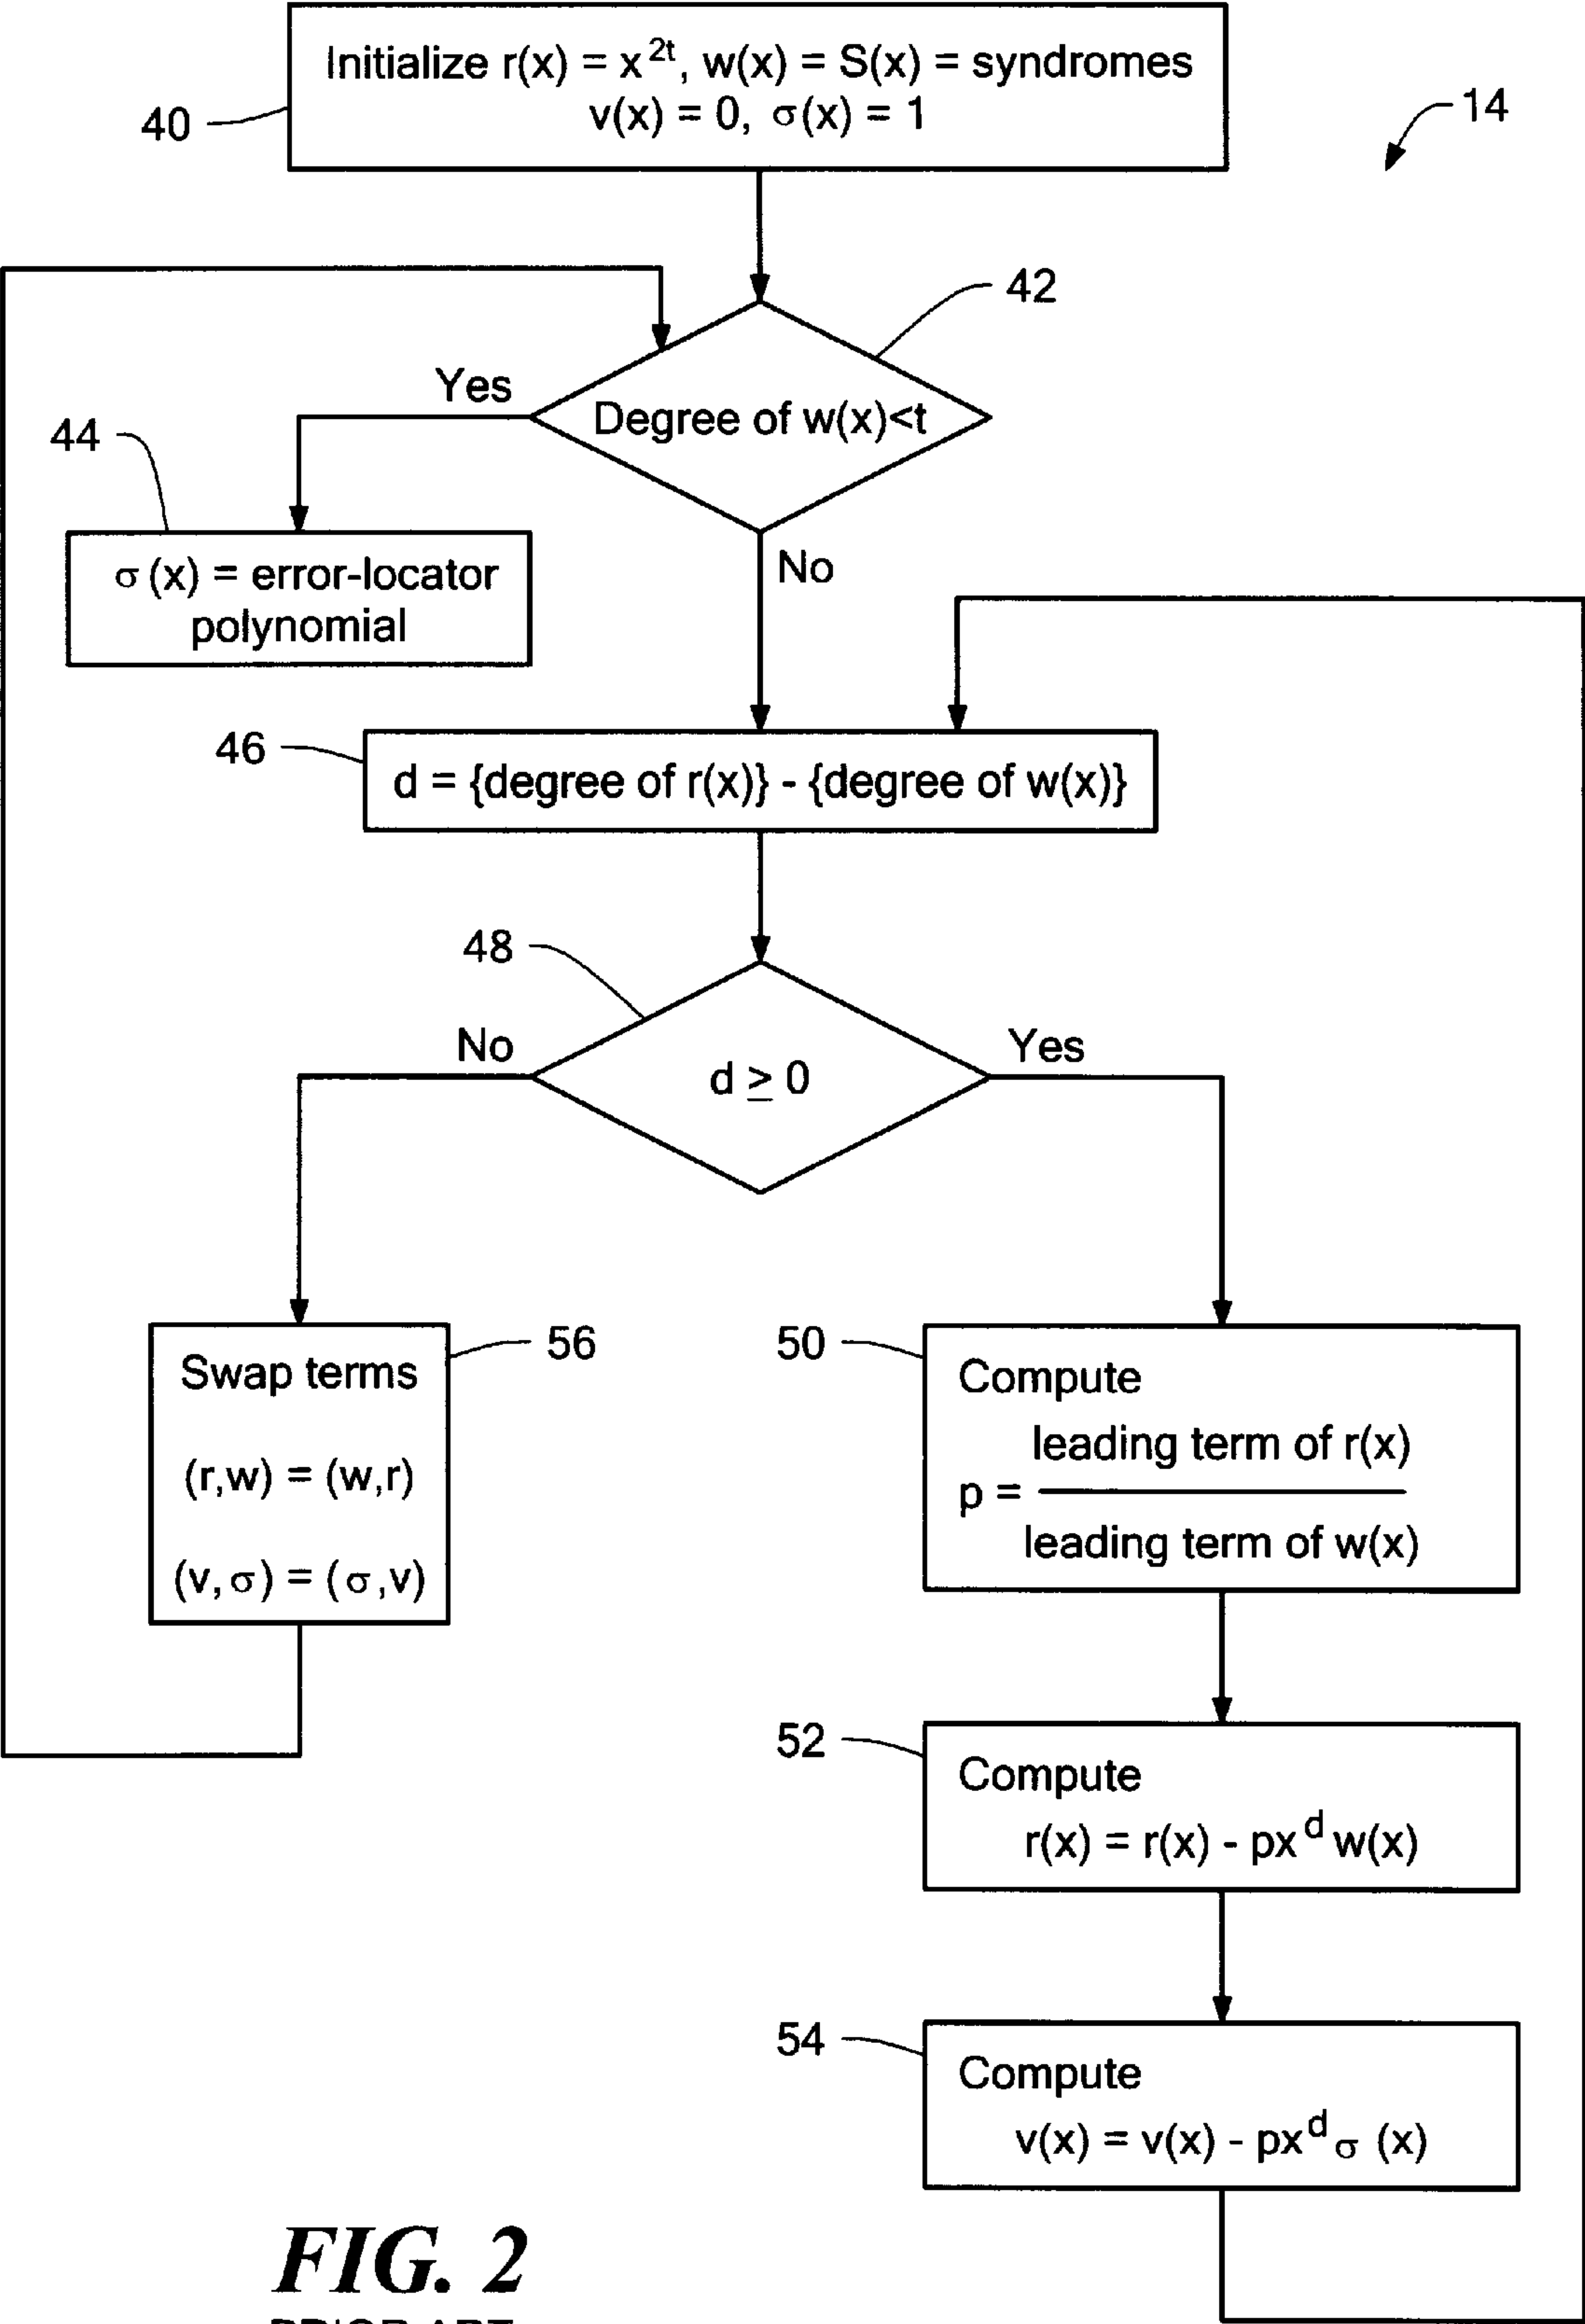 Initialize r(x) = x^2t, w(x) = S(x) = syndromes
v(x) = 0, σ(x) = 1
40
14
42
Yes
Degree of w(x)<t
44
σ(x) = error-locator
polynomial
No
46
d = {degree of r(x)} - {degree of w(x)}
48
No
d ≥ 0
Yes
56
Swap terms
(r,w) = (w,r)
(v,σ) = (σ,v)
50
Compute
leading term of r(x)
p =
leading term of w(x)
52
Compute
r(x) = r(x) - px^d w(x)
54
Compute
v(x) = v(x) - px^d σ (x)
FIG. 2
PRIOR ART